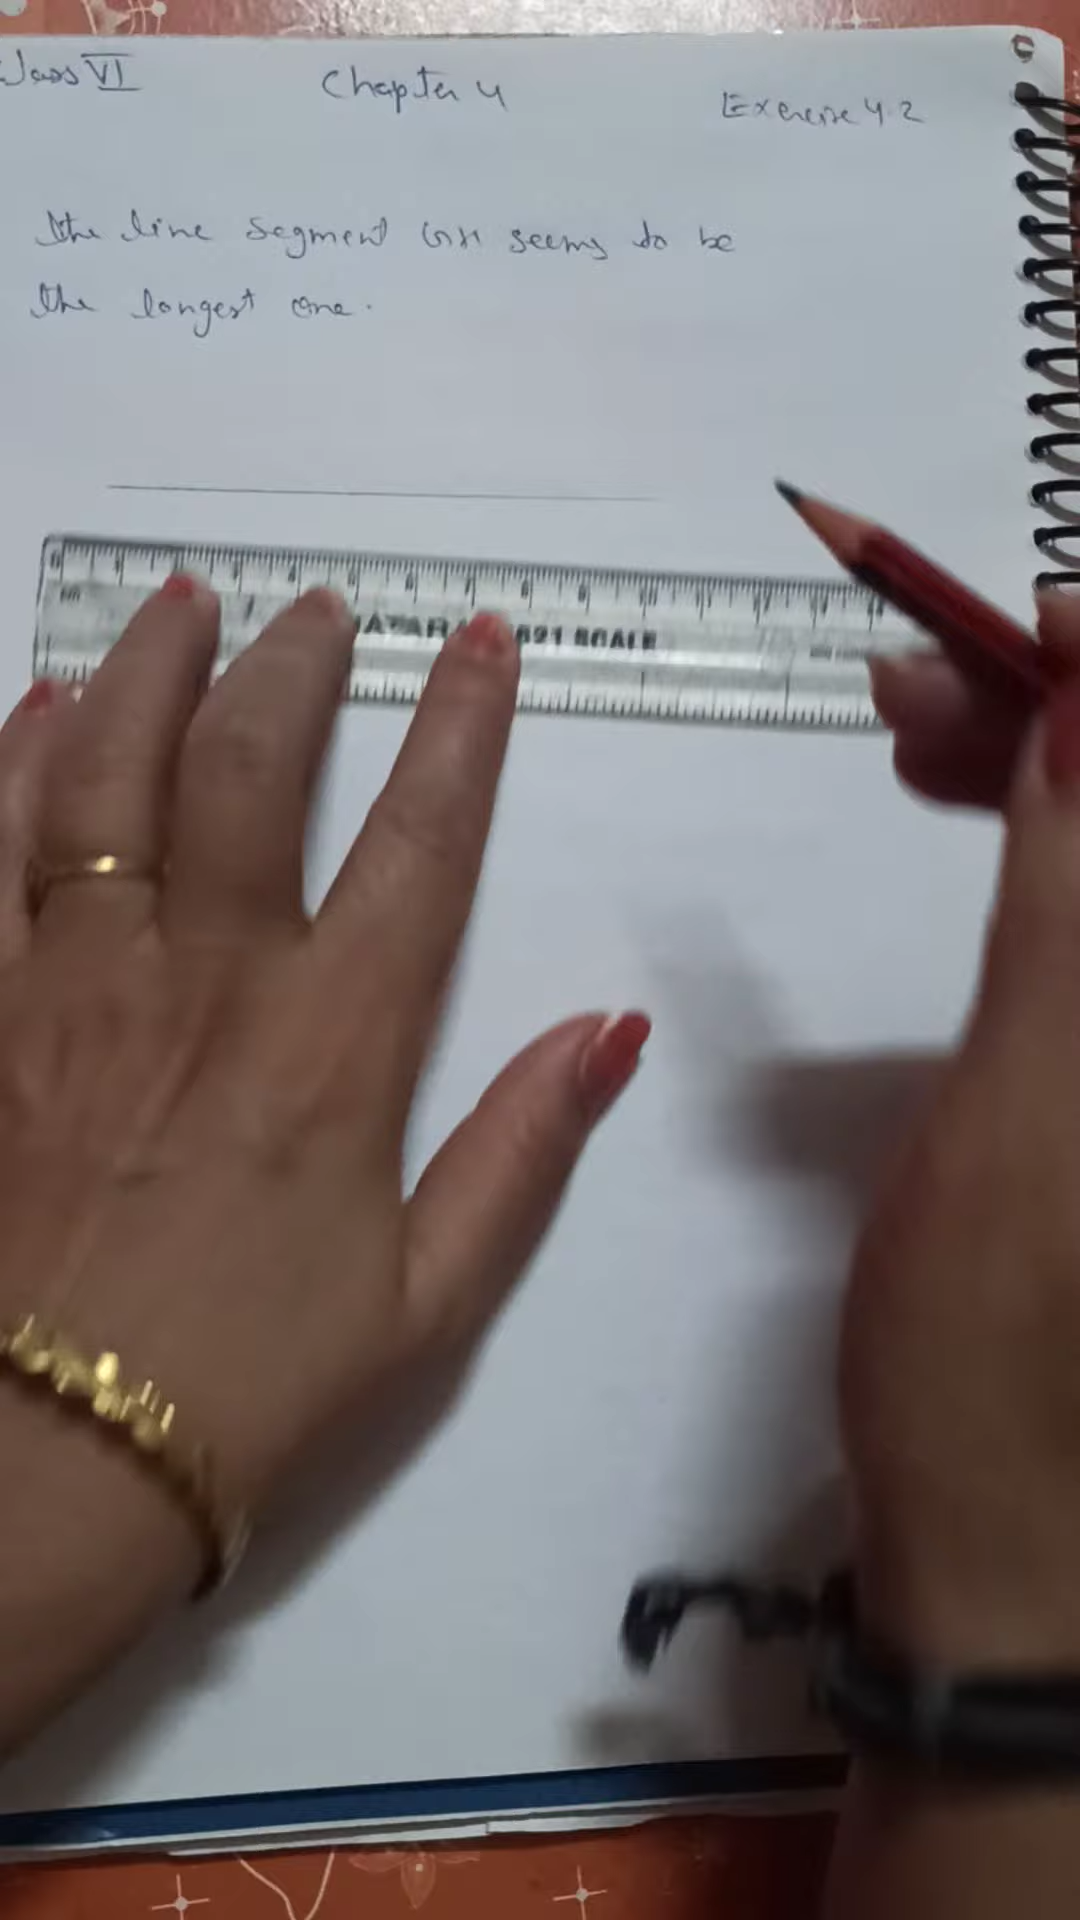 Class VI
Chapter 4
Exercise 4.2
The line segment GH seems to be
the longest one.
621 SCALE